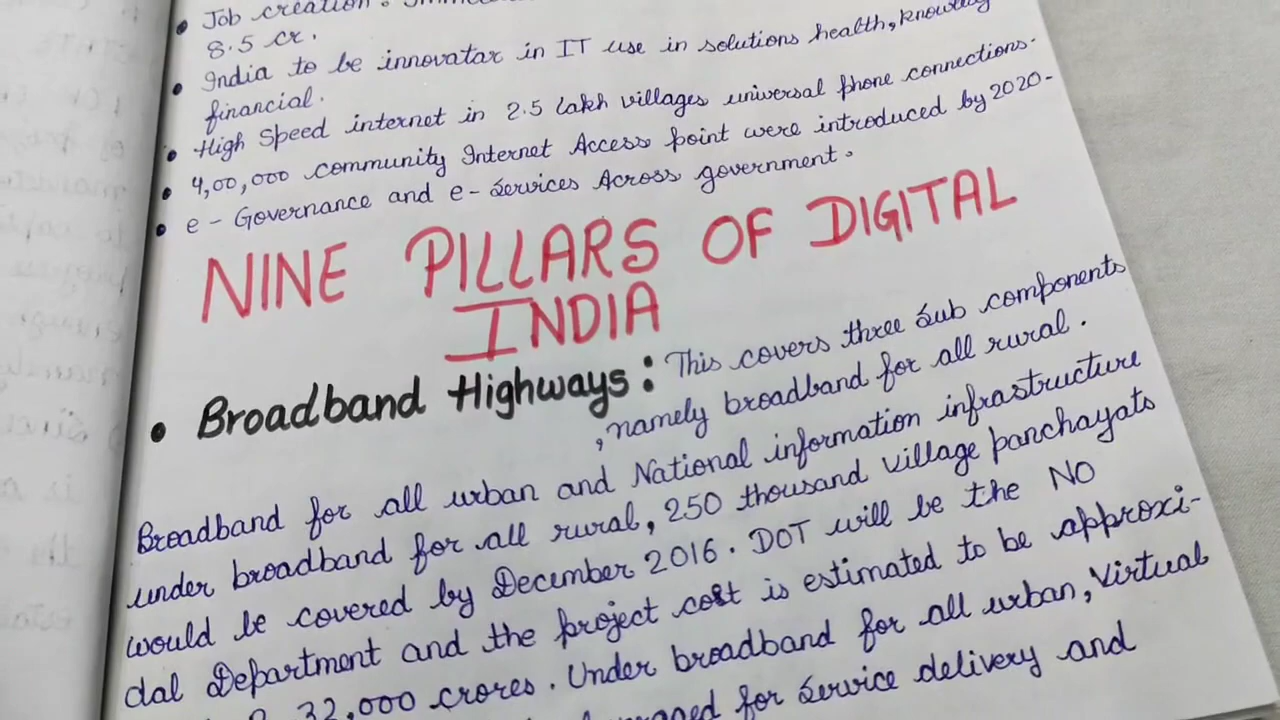 • Job creation :
8.5 cr.
• India to be innovatar in IT use in solutions health, knowledg
financial.
• High Speed internet in 2.5 lakh villages universal phone connections.
• 4,00,000 community Internet Access point were introduced by 2020-
• e - Governance and e - Services Across government.
NINE PILLARS OF DIGITAL
INDIA
• Broadband Highways : This covers three sub components
, namely broadband for all rural.
Broadband for all urban and National information infrastructure
under broadband for all rural, 250 thousand village panchayats
would be covered by December 2016. DOT will be the NO
dal Department and the project cost is estimated to be approxi-
32,000 crores. Under broadband for all urban, Virtual
for service delivery and